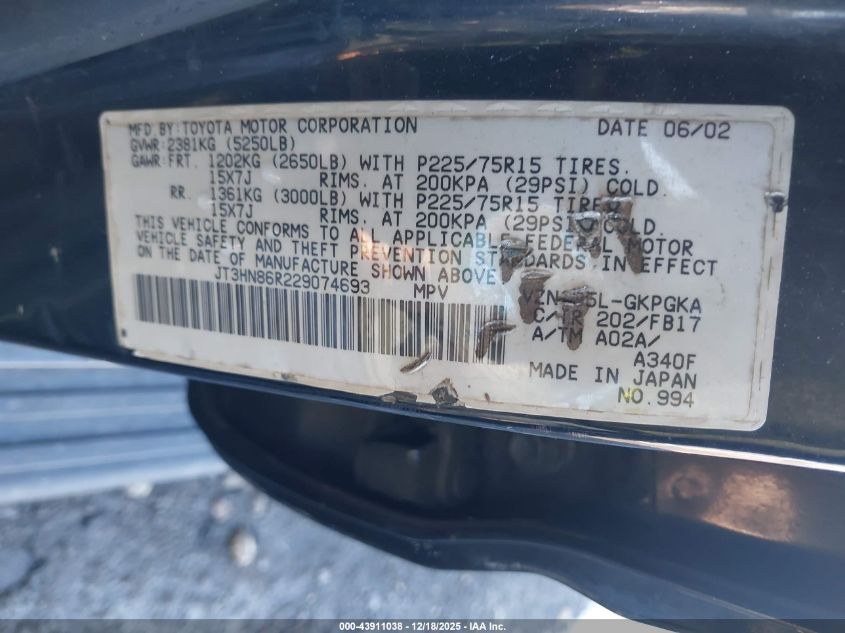 MFD BY: TOYOTA MOTOR CORPORATION DATE 06/02
GVWR: 2381KG (5250LB)
GAWR: FRT. 1202KG (2650LB) WITH P225/75R15 TIRES.
15X7J RIMS. AT 200KPA (29PSI) COLD.
RR. 1361KG (3000LB) WITH P225/75R15
15X7J RIMS. AT 200KPA (29PSI) COLD.
THIS VEHICLE CONFORMS TO ALL APPLICABLE FEDERAL MOTOR
VEHICLE SAFETY AND THEFT PREVENTION STANDARDS IN EFFECT
ON THE DATE OF MANUFACTURE SHOWN ABOVE.
JT3HN86R229074693 MPV 5L-GKPGKA
C/TR 202/FB17
A/TM A02A/
A340F
MADE IN JAPAN
NO.994
000-43911038 - 12/18/2025 - IAA Inc.